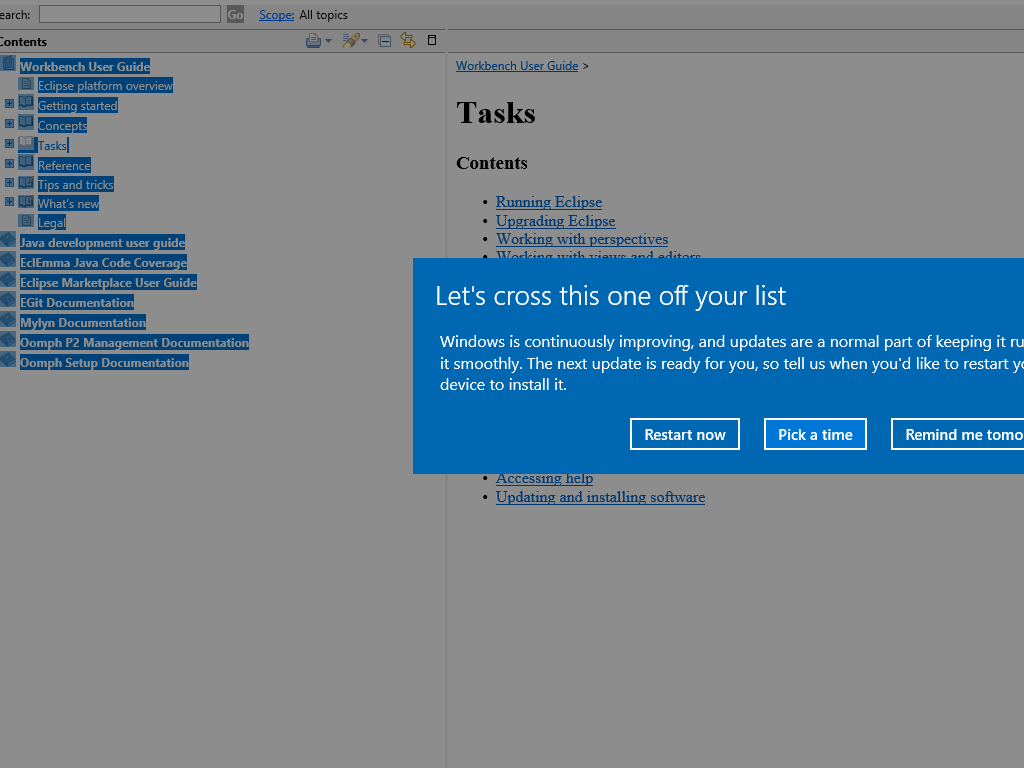 earch: Go Scope: All topics
Contents
Workbench User Guide
Eclipse platform overview
Getting started
Concepts
Tasks
Reference
Tips and tricks
What's new
Legal
Java development user guide
EclEmma Java Code Coverage
Eclipse Marketplace User Guide
EGit Documentation
Mylyn Documentation
Oomph P2 Management Documentation
Oomph Setup Documentation
Workbench User Guide >
Tasks
Contents
• Running Eclipse
• Upgrading Eclipse
• Working with perspectives
• Working with views and editors
Let's cross this one off your list
Windows is continuously improving, and updates are a normal part of keeping it ru
it smoothly. The next update is ready for you, so tell us when you'd like to restart yo
device to install it.
Restart now Pick a time Remind me tomo
• Accessing help
• Updating and installing software